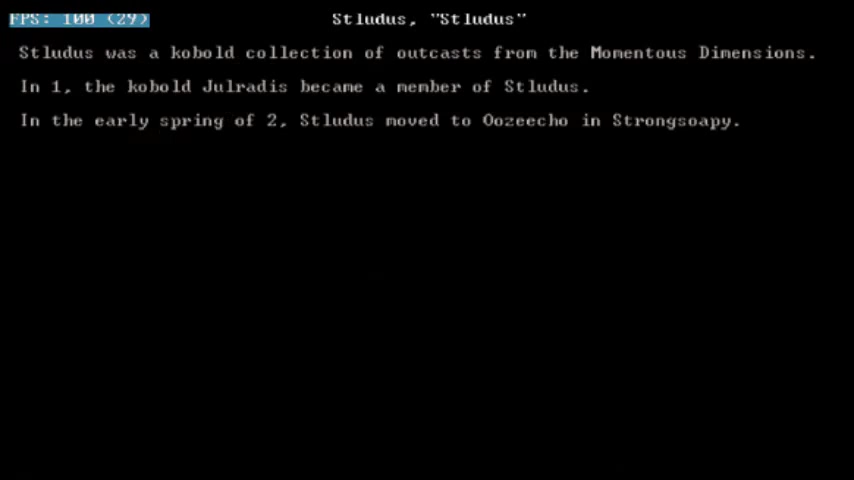 FPS: 100 (29)
Stludus, "Stludus"
Stludus was a kobold collection of outcasts from the Momentous Dimensions.
In 1, the kobold Julradis became a member of Stludus.
In the early spring of 2, Stludus moved to Oozeecho in Strongsoapy.